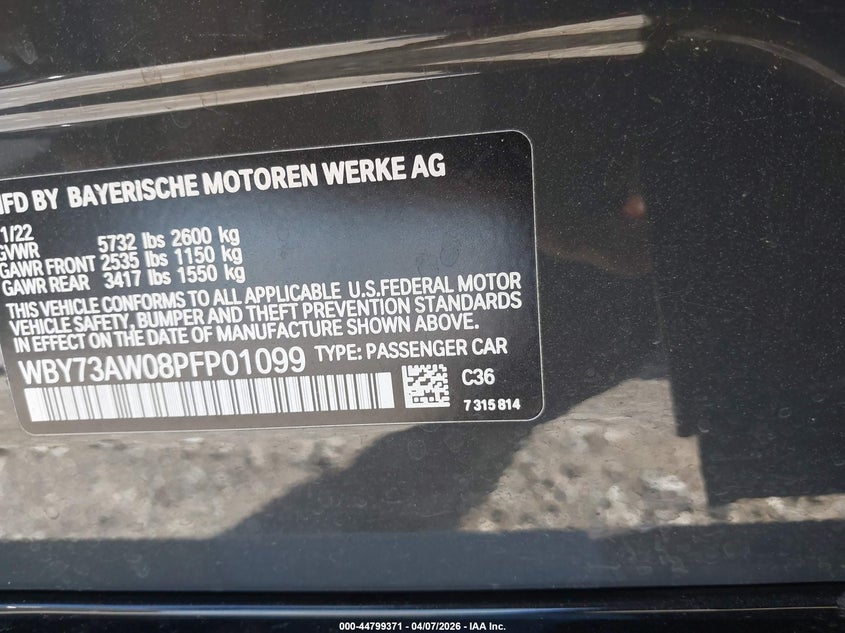 MFD BY BAYERISCHE MOTOREN WERKE AG
1/22
GVWR 5732 lbs 2600 kg
GAWR FRONT 2535 lbs 1150 kg
GAWR REAR 3417 lbs 1550 kg
THIS VEHICLE CONFORMS TO ALL APPLICABLE U.S.FEDERAL MOTOR
VEHICLE SAFETY, BUMPER AND THEFT PREVENTION STANDARDS
IN EFFECT ON THE DATE OF MANUFACTURE SHOWN ABOVE.
WBY73AW08PFP01099 TYPE: PASSENGER CAR
C36
7 315 814
000-44799371 - 04/07/2026 - IAA Inc.